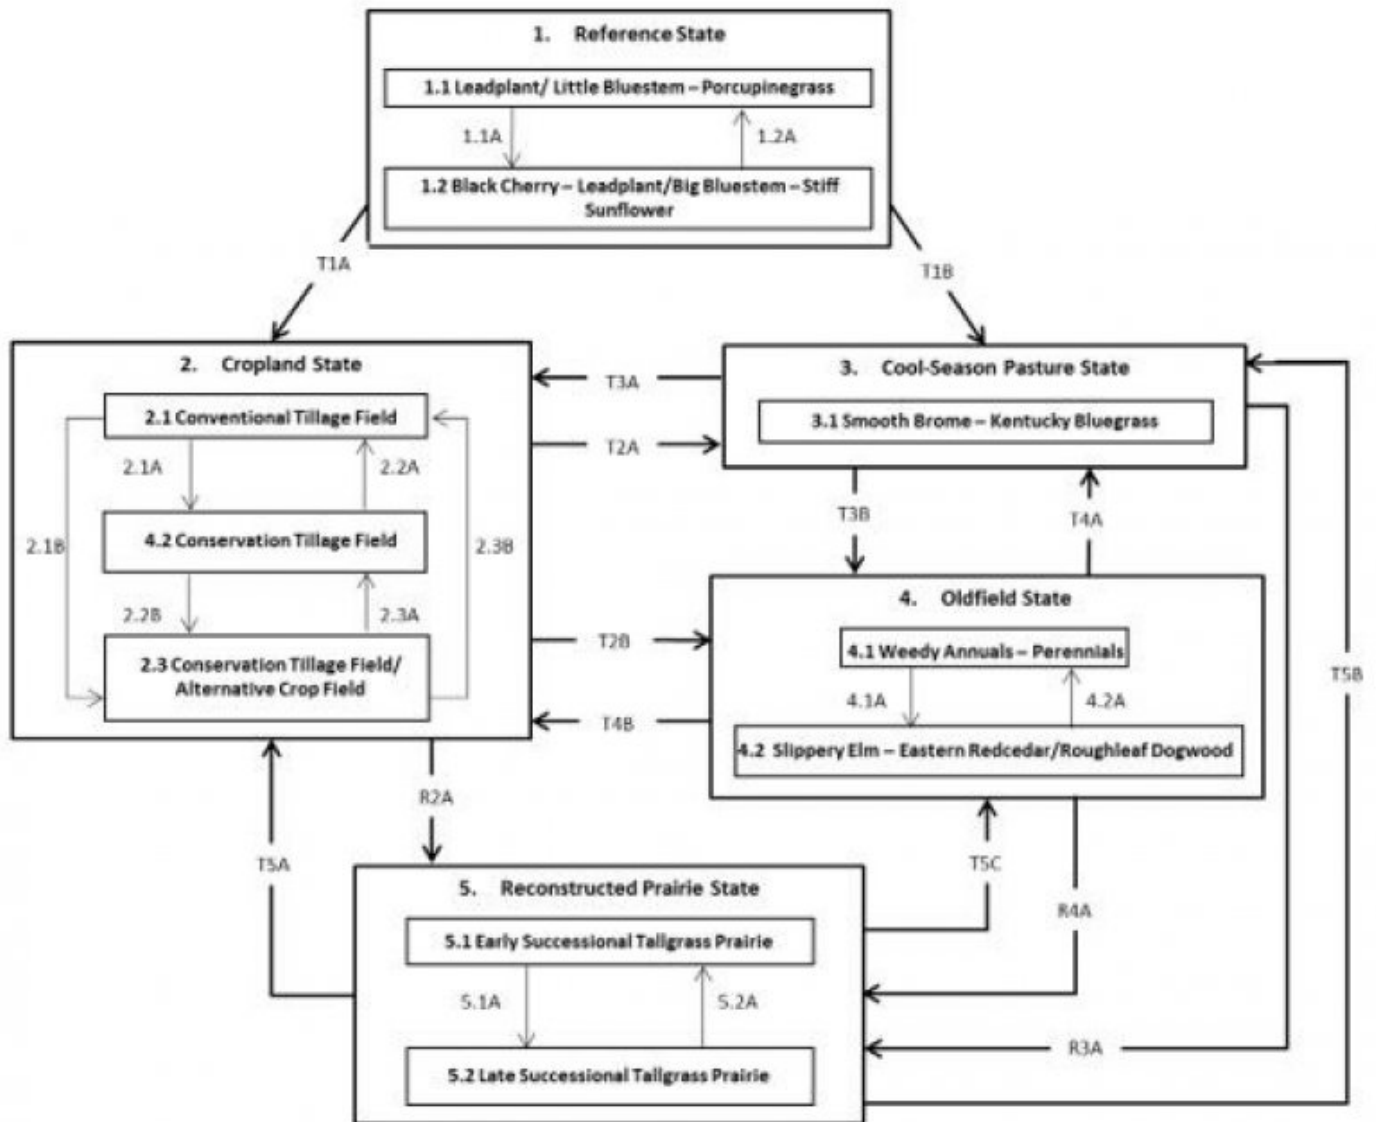 1. Reference State
1.1 Leadplant/ Little Bluestem – Porcupinegrass
1.1A
1.2A
1.2 Black Cherry – Leadplant/Big Bluestem – Stiff
Sunflower
T1A
T1B
2. Cropland State
2.1 Conventional Tillage Field
2.1A
2.2A
4.2 Conservation Tillage Field
2.1B
2.3B
2.2B
2.3A
2.3 Conservation Tillage Field/
Alternative Crop Field
T3A
T2A
3. Cool-Season Pasture State
3.1 Smooth Brome – Kentucky Bluegrass
T3B
T4A
T2B
T4B
4. Oldfield State
4.1 Weedy Annuals – Perennials
4.1A
4.2A
4.2 Slippery Elm – Eastern Redcedar/Roughleaf Dogwood
T5B
R2A
T5A
T5C
R4A
5. Reconstructed Prairie State
5.1 Early Successional Tallgrass Prairie
5.1A
5.2A
5.2 Late Successional Tallgrass Prairie
R3A